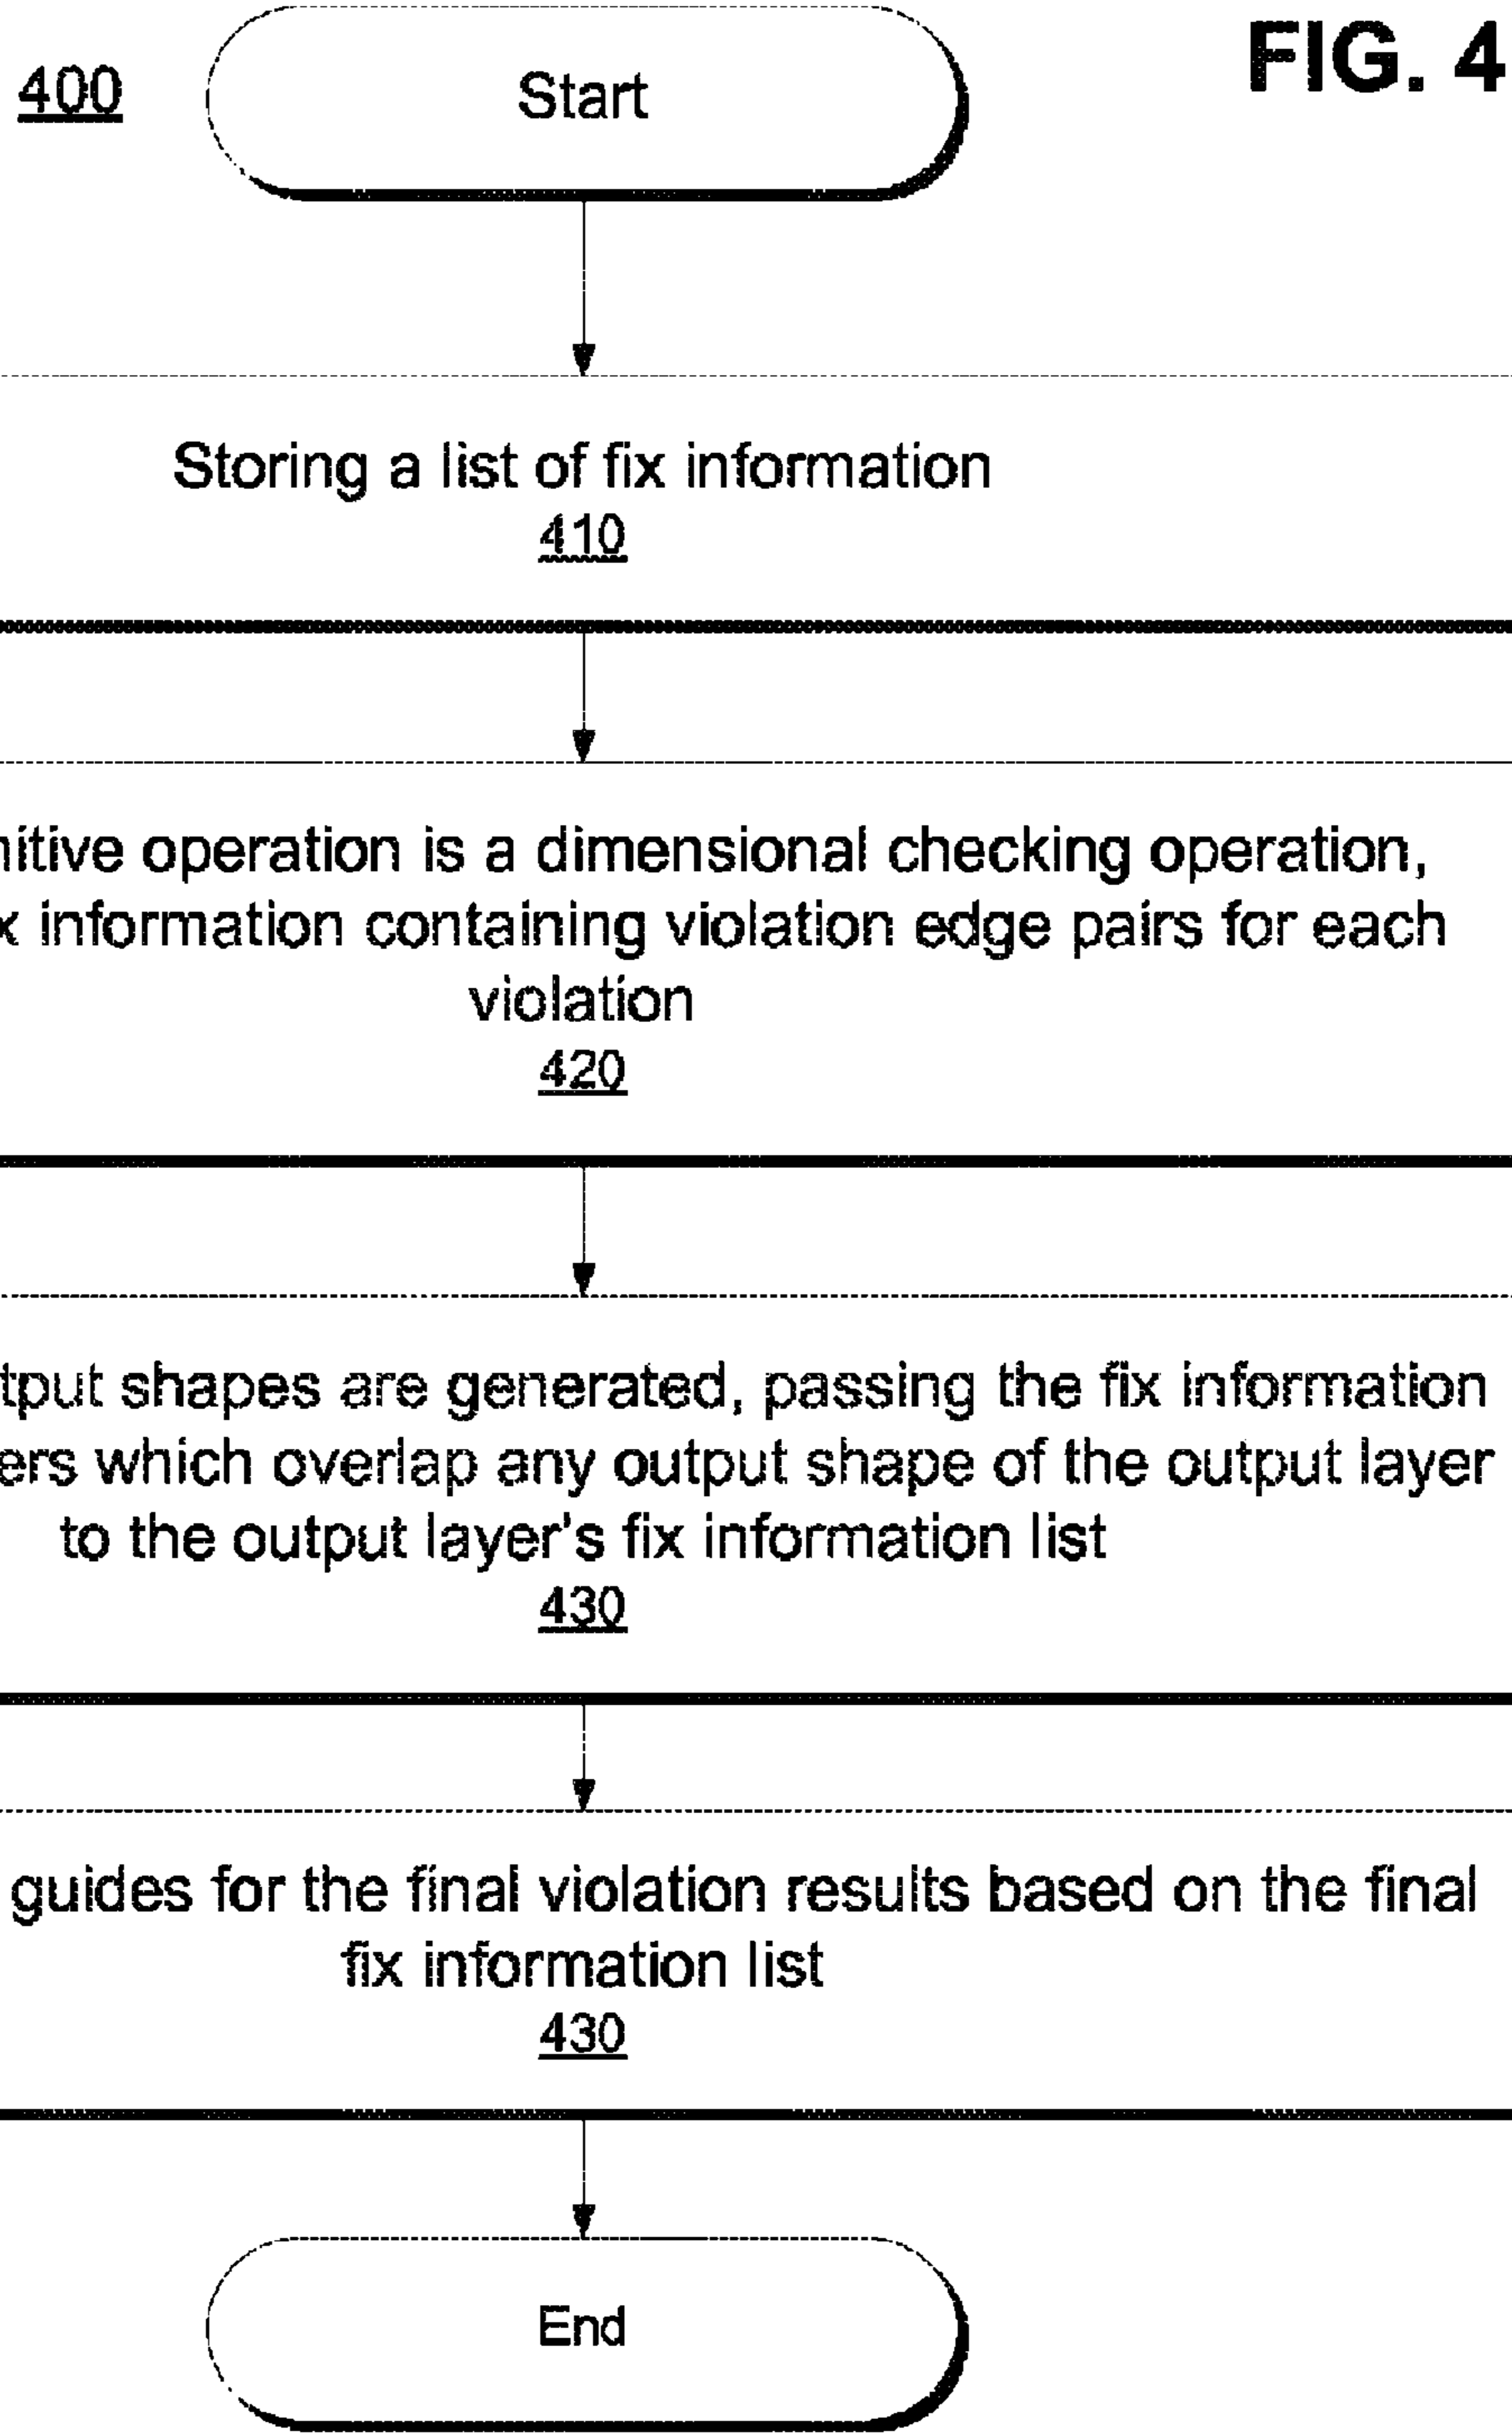 FIG. 4
400
Start
Storing a list of fix information
410
nitive operation is a dimensional checking operation,
x information containing violation edge pairs for each
violation
420
tput shapes are generated, passing the fix information
ers which overlap any output shape of the output layer
to the output layer's fix information list
430
guides for the final violation results based on the final
fix information list
430
End